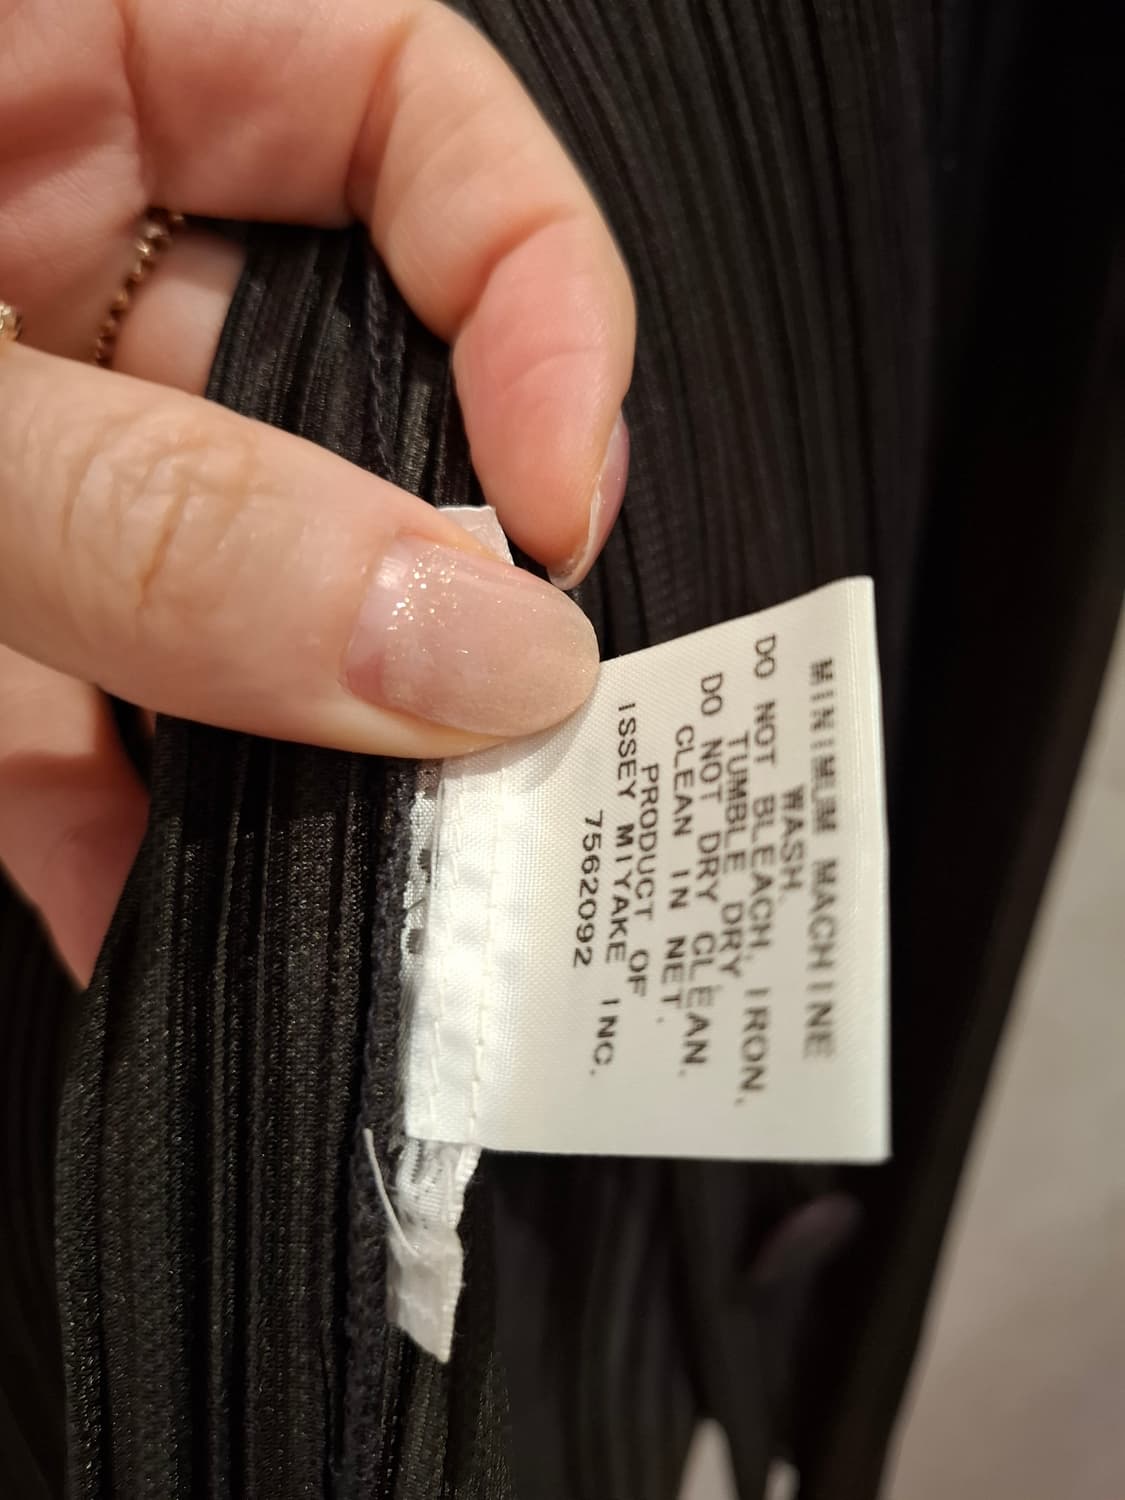 MINIMUM MACHINE
WASH.
DO NOT BLEACH, IRON,
TUMBLE DRY.
DO NOT DRY CLEAN.
CLEAN IN NET.
PRODUCT OF
ISSEY MIYAKE INC.
7562092